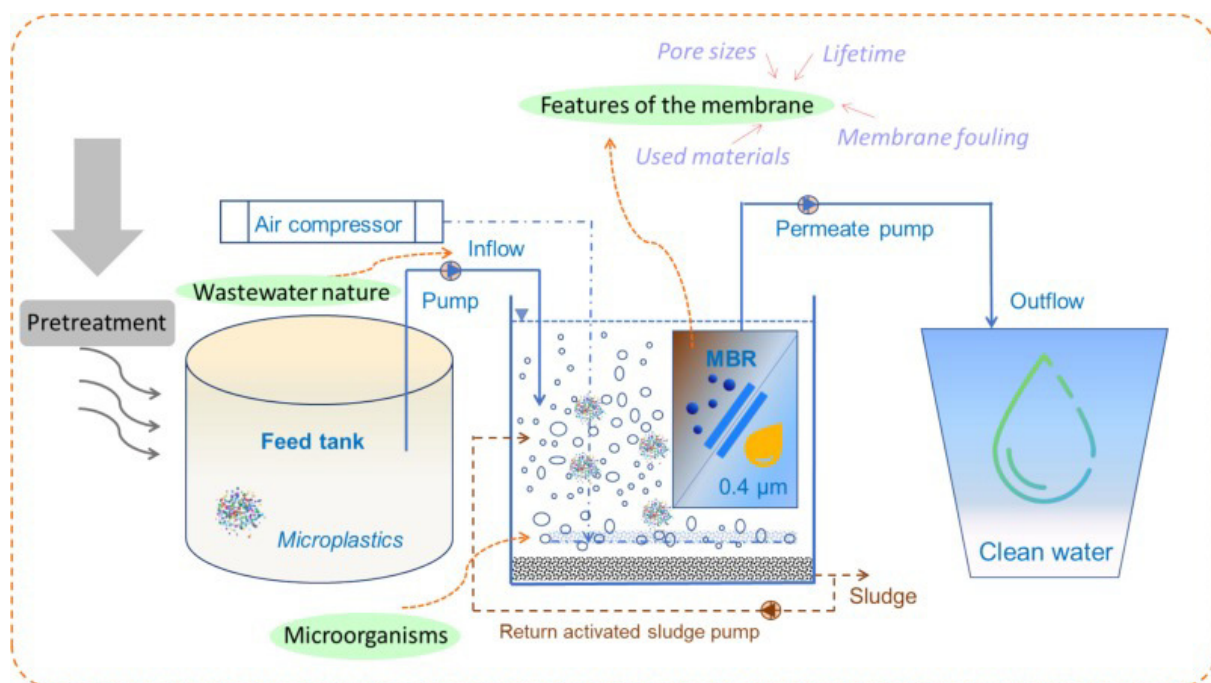 Pore sizes
Lifetime
Features of the membrane
Used materials
Membrane fouling
Air compressor
Inflow
Permeate pump
Wastewater nature
Pump
Outflow
Pretreatment
MBR
Feed tank
0.4 µm
Microplastics
Clean water
Sludge
Microorganisms
Return activated sludge pump